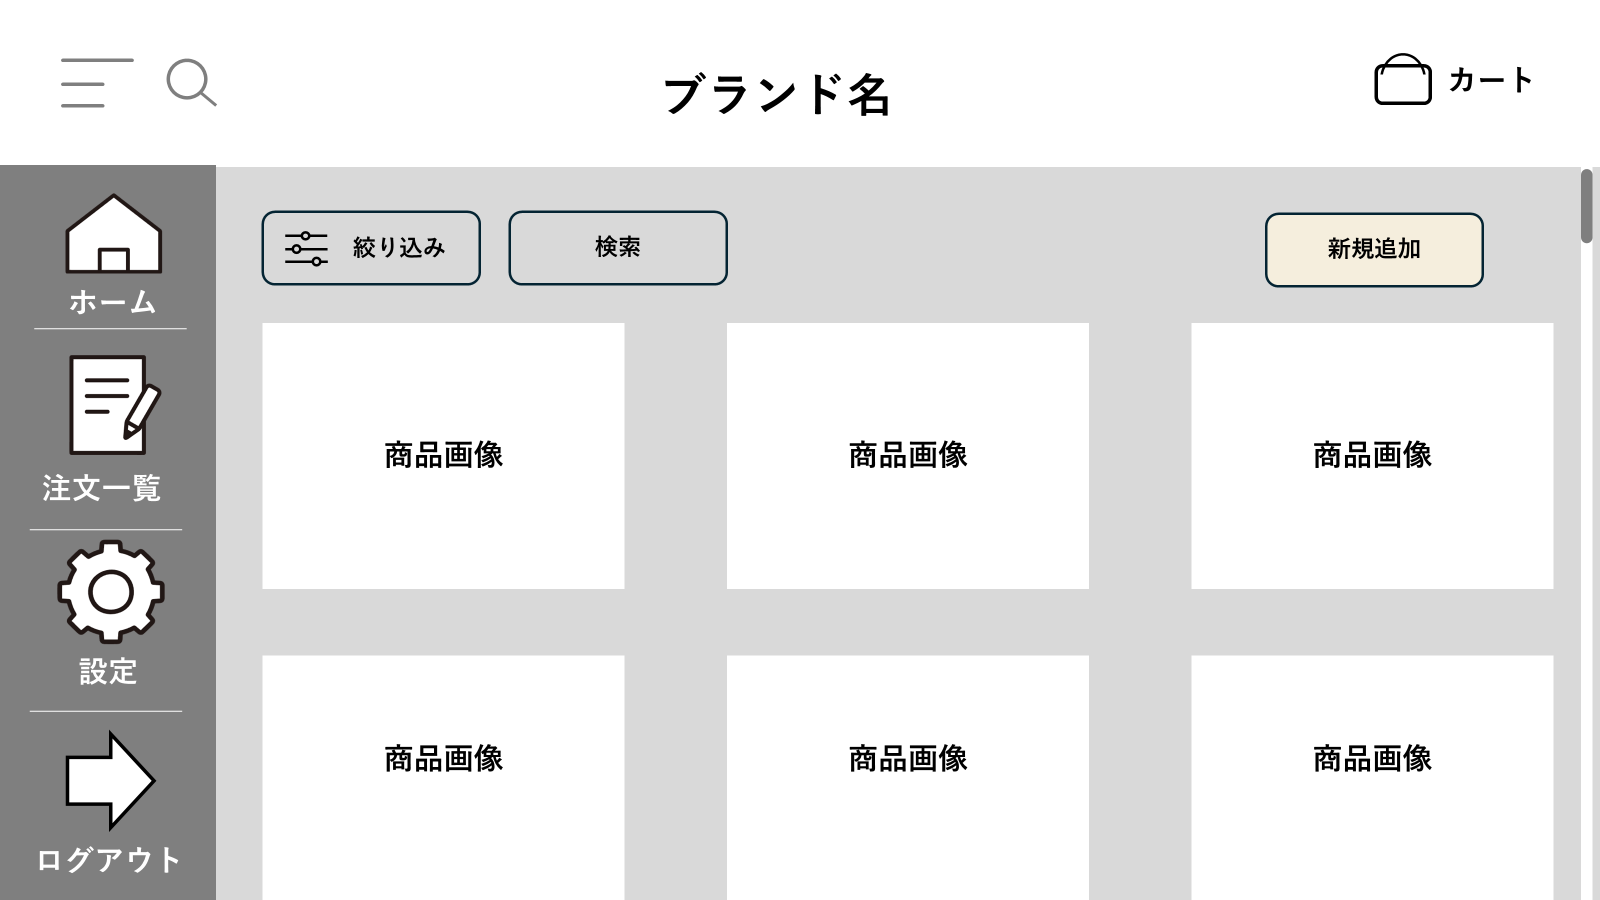 ブランド名
カート
ホーム
注文一覧
設定
ログアウト
絞り込み
検索
新規追加
商品画像
商品画像
商品画像
商品画像
商品画像
商品画像